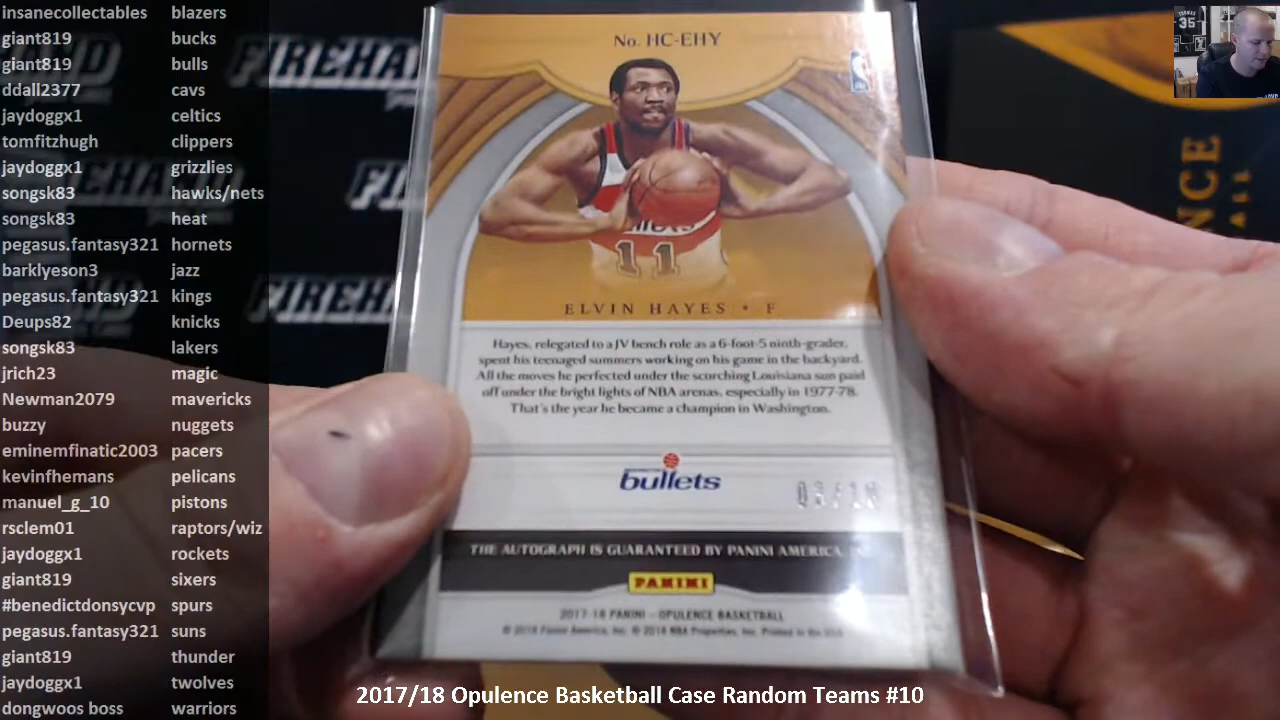 insanecollectables blazers
giant819 bucks
giant819 bulls
ddall2377 cavs
jaydoggx1 celtics
tomfitzhugh clippers
jaydoggx1 grizzlies
songsk83 hawks/nets
songsk83 heat
pegasus.fantasy321 hornets
barklyeson3 jazz
pegasus.fantasy321 kings
Deups82 knicks
songsk83 lakers
jrich23 magic
Newman2079 mavericks
buzzy nuggets
eminemfinatic2003 pacers
kevinfhemans pelicans
manuel_g_10 pistons
rsclem01 raptors/wiz
jaydoggx1 rockets
giant819 sixers
#benedictdonsycvp spurs
pegasus.fantasy321 suns
giant819 thunder
jaydoggx1 twolves
dongwoos boss warriors
No. HC-EHY
11
ELVIN HAYES • F
Hayes, relegated to a JV bench role as a 6-foot-5 ninth-grader,
spent his teenaged summers working on his game in the backyard.
All the moves he perfected under the scorching Louisiana sun paid
off under the bright lights of NBA arenas, especially in 1977-78.
That's the year he became a champion in Washington.
bullets
THE AUTOGRAPH IS GUARANTEED BY PANINI AMERICA
PANINI
2017-18 PANINI - OPULENCE BASKETBALL
FIREHA
35
2017/18 Opulence Basketball Case Random Teams #10